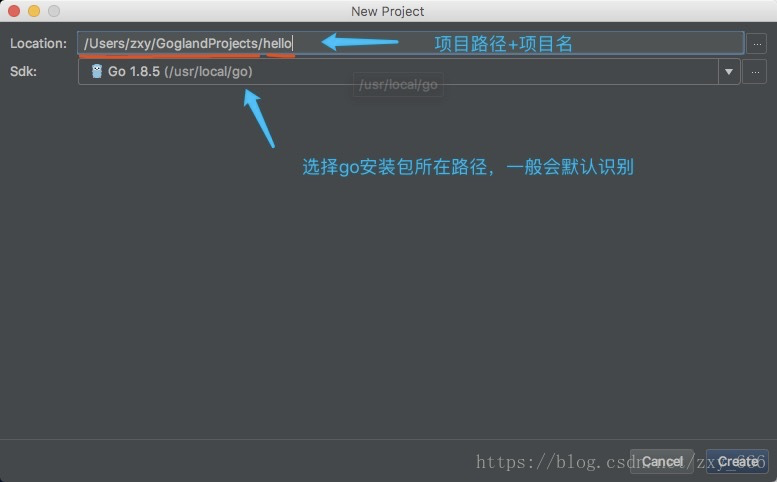 New Project
Location: /Users/zxy/GoglandProjects/hello ... 项目路径+项目名
Sdk: Go 1.8.5 (/usr/local/go) ...
/usr/local/go
选择go安装包所在路径，一般会默认识别
Cancel Create
https://blog.csdn.net/zxy_666